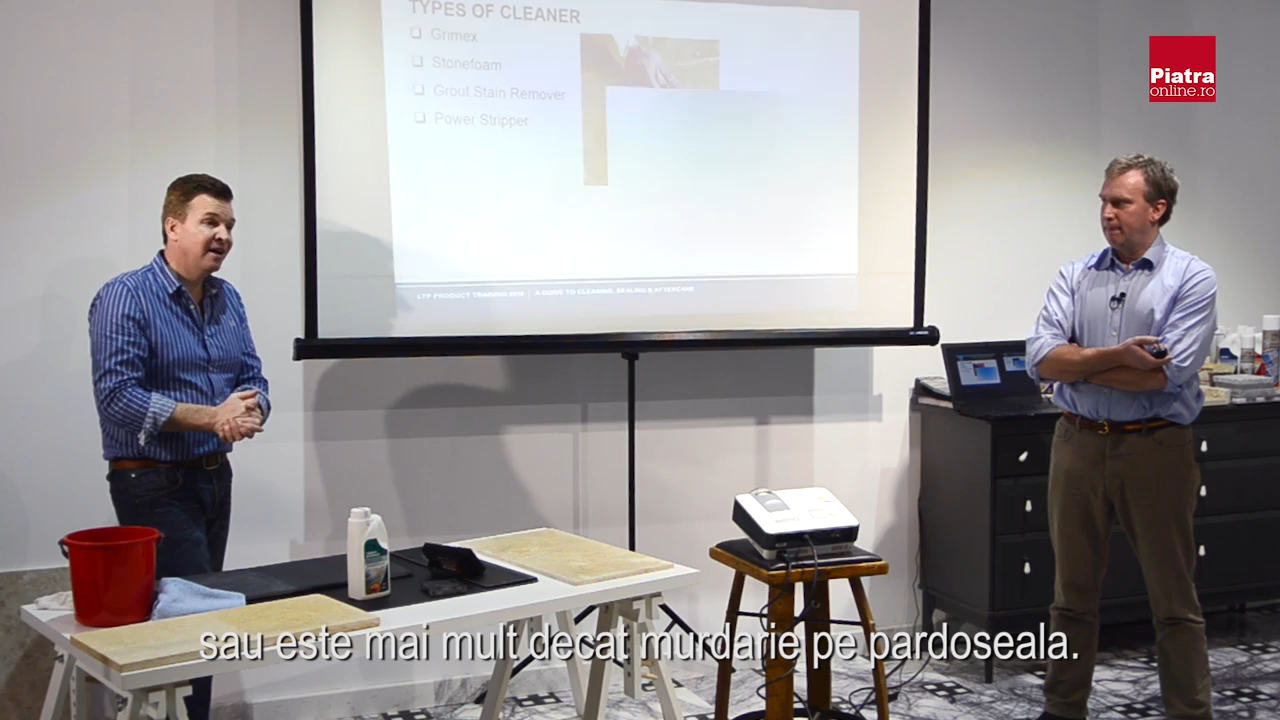 TYPES OF CLEANER
Grimex
Stonefoam
Grout Stain Remover
Power Stripper
LTP PRODUCT TRAINING 2015 | A GUIDE TO CLEANING, SEALING & AFTERCARE
Piatra
online.ro
sau este mai mult decat murdarie pe pardoseala.